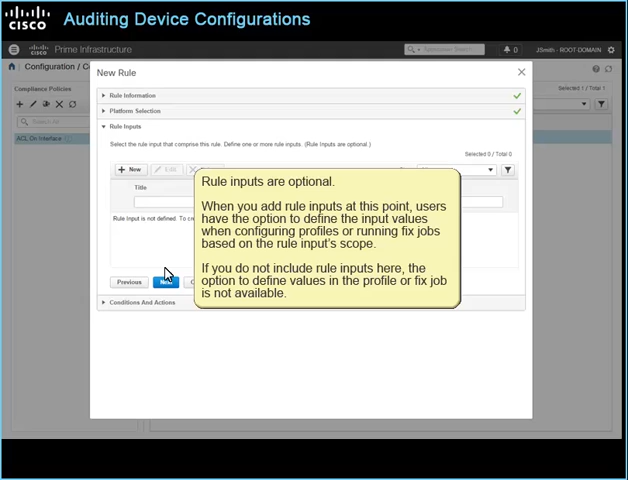 CISCO
Auditing Device Configurations
CISCO Prime Infrastructure
0
JSmith - ROOT DOMAIN
Configuration / C
Compliance Policies
Selected 1 / Total 1
ACL On Interface
New Rule
Rule Information
Platform Selection
Rule Inputs
Select the rule input that comprise this rule. Define one or more rule inputs. (Rule Inputs are optional.)
Selected 0 / Total 0
New
Edit
Title
Rule Input is not defined. To cr
Rule inputs are optional.
When you add rule inputs at this point, users
have the option to define the input values
when configuring profiles or running fix jobs
based on the rule input's scope.
If you do not include rule inputs here, the
option to define values in the profile or fix job
is not available.
Previous
Next
Conditions And Actions